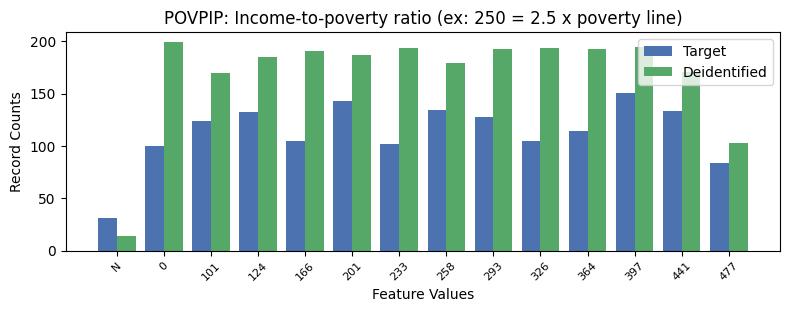 POVPIP: Income-to-poverty ratio (ex: 250 = 2.5 x poverty line)
Target
Deidentified
Record Counts
200
150
100
50
0
N 0 101 124 166 201 233 258 293 326 364 397 441 477
Feature Values